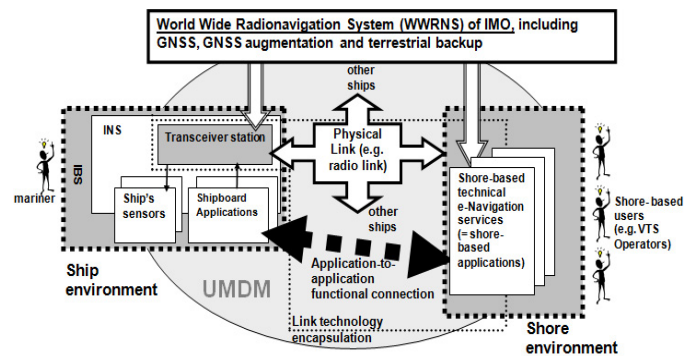 World Wide Radionavigation System (WWRNS) of IMO, including
GNSS, GNSS augmentation and terrestrial backup
other
ships
INS
Transceiver station
IBS
mariner
Ship's
sensors
Shipboard
Applications
Physical
Link (e.g.
radio link)
other
ships
Shore-based
technical
e-Navigation
services
(= shore-
based
applications)
Shore-based
users
(e.g. VTS
Operators)
Ship
environment
UMDM
Application-to-
application
functional connection
Link technology
encapsulation
Shore
environment